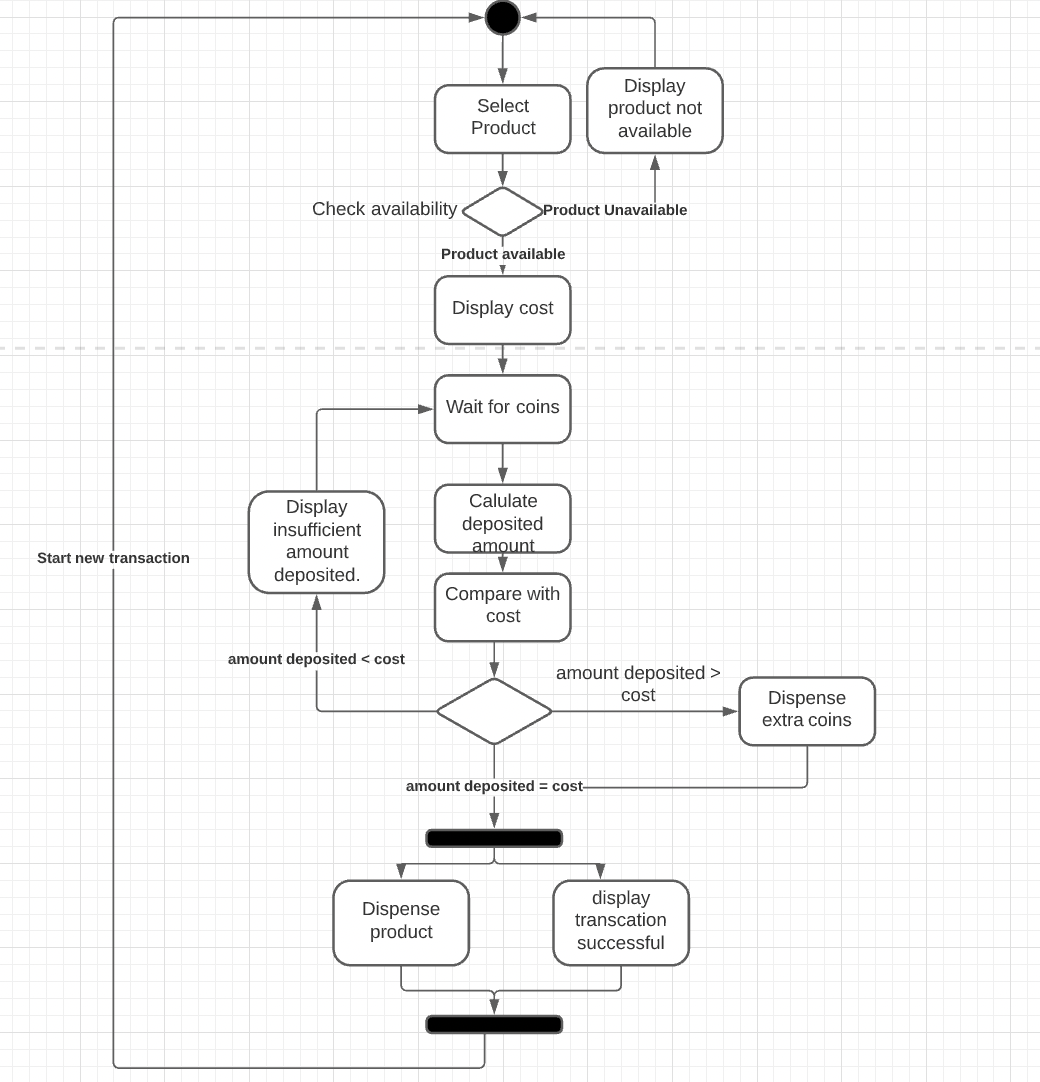 Select
Product
Display
product not
available
Check availability
Product Unavailable
Product available
Display cost
Wait for coins
Calulate
deposited
amount
Display
insufficient
amount
deposited.
Start new transaction
Compare with
cost
amount deposited < cost
amount deposited >
cost
Dispense
extra coins
amount deposited = cost
Dispense
product
display
transcation
successful